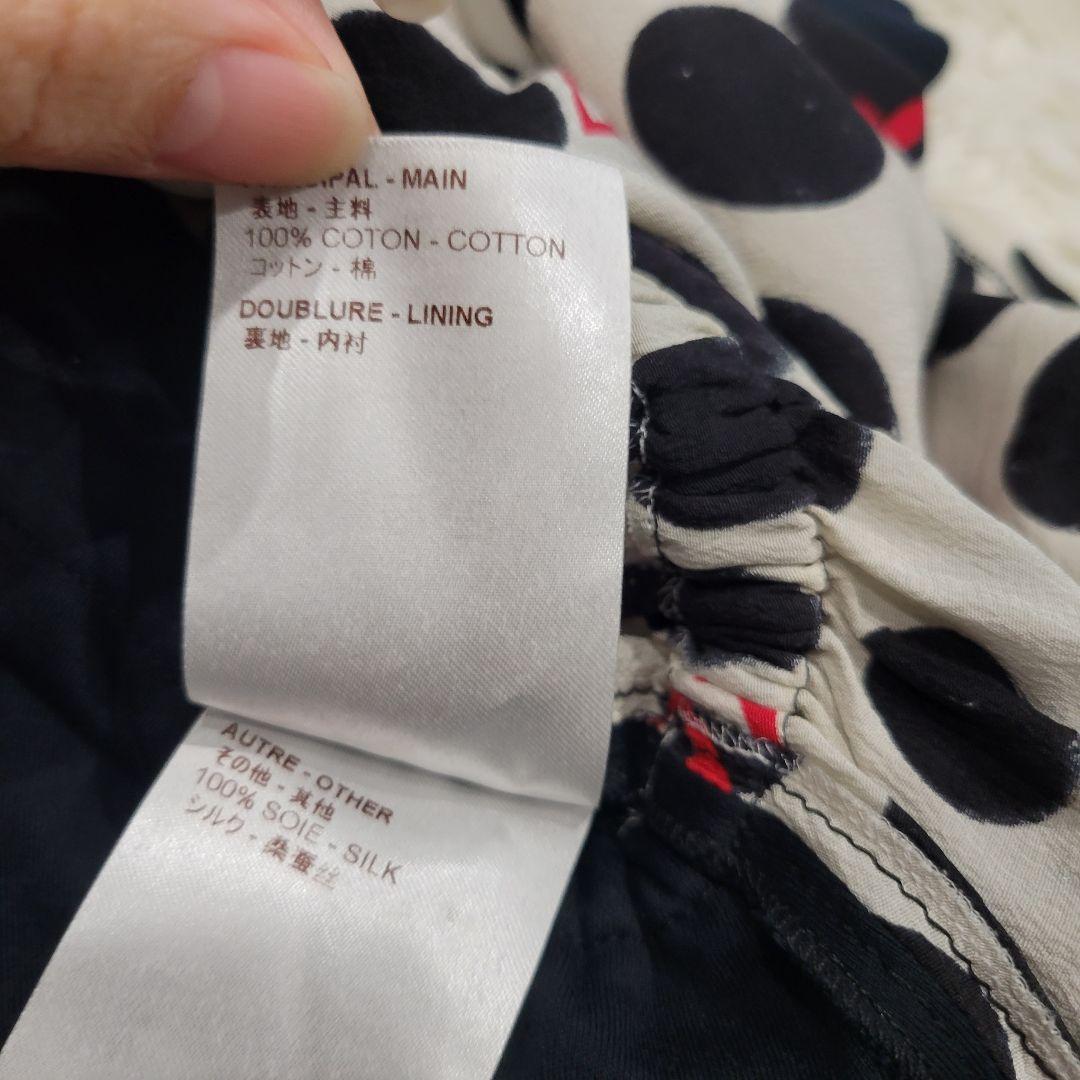 PRINCIPAL - MAIN
表地 - 主料
100% COTON - COTTON
コットン - 棉
DOUBLURE - LINING
裏地 - 内衬
AUTRE - OTHER
その他 - 其他
100% SOIE - SILK
シルク - 桑蚕丝